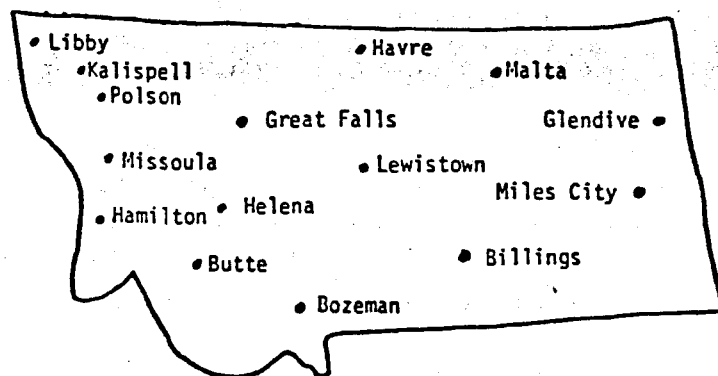 Libby
Havre
Kalispell
Malta
Polson
Great Falls
Glendive
Missoula
Lewistown
Miles City
Hamilton
Helena
Butte
Billings
Bozeman